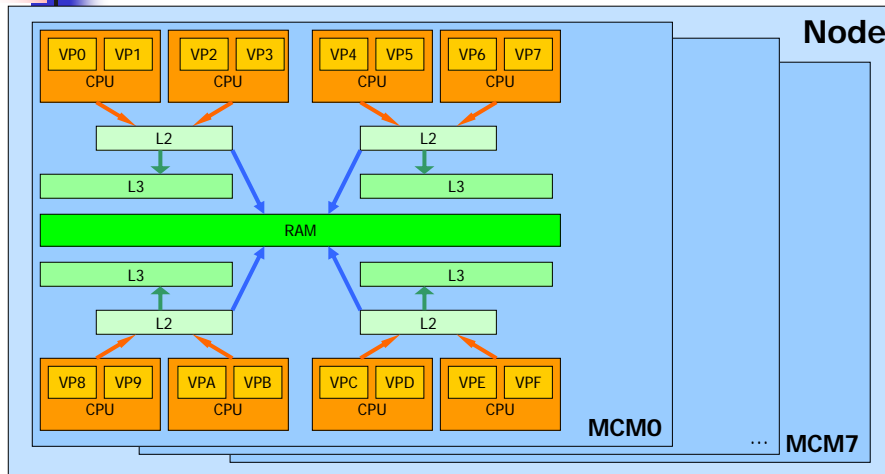 Node
VP0 VP1 VP2 VP3 VP4 VP5 VP6 VP7
CPU CPU CPU CPU
L2 L2
L3 L3
RAM
L3 L3
L2 L2
VP8 VP9 VPA VPB VPC VPD VPE VPF
CPU CPU CPU CPU
MCM0
...
MCM7